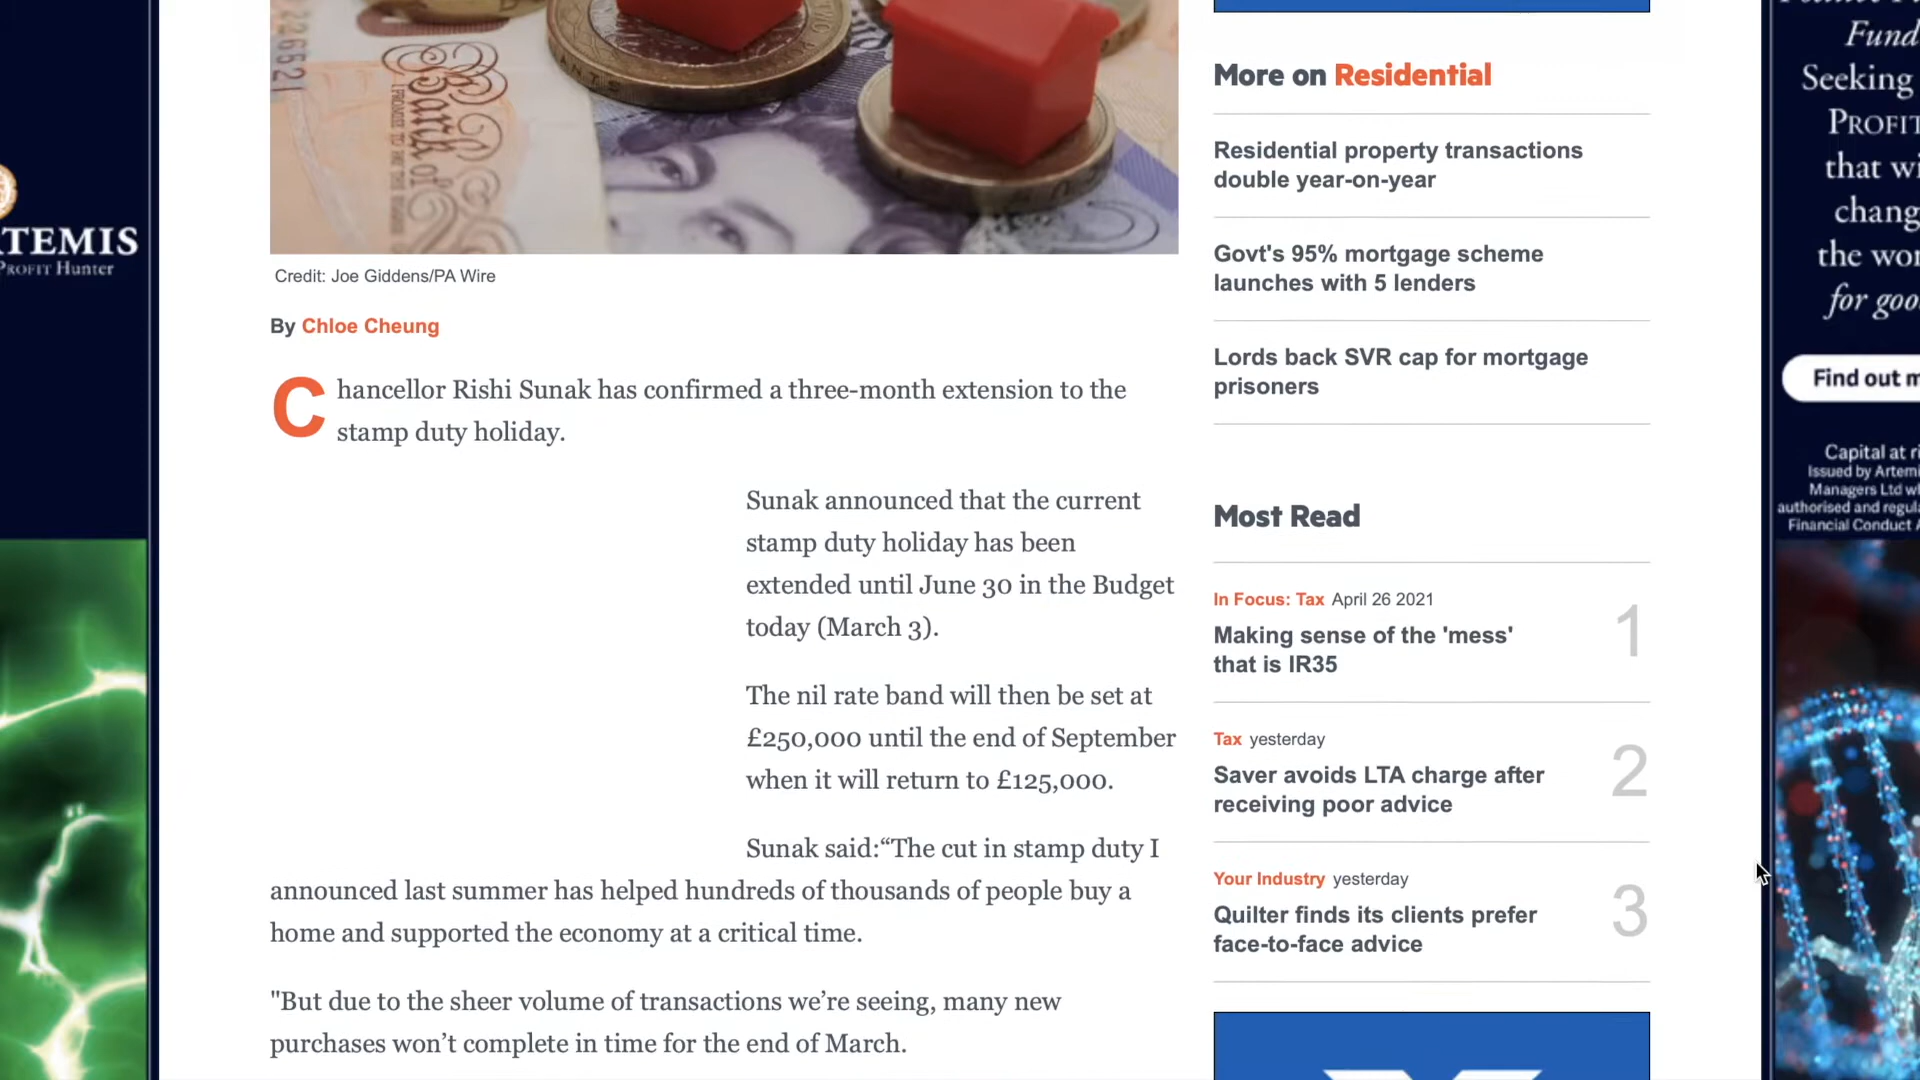 TEMIS
PROFIT Hunter
Credit: Joe Giddens/PA Wire
By Chloe Cheung
Chancellor Rishi Sunak has confirmed a three-month extension to the
stamp duty holiday.
Sunak announced that the current
stamp duty holiday has been
extended until June 30 in the Budget
today (March 3).
The nil rate band will then be set at
£250,000 until the end of September
when it will return to £125,000.
Sunak said:“The cut in stamp duty I
announced last summer has helped hundreds of thousands of people buy a
home and supported the economy at a critical time.
"But due to the sheer volume of transactions we’re seeing, many new
purchases won’t complete in time for the end of March.
More on Residential
Residential property transactions
double year-on-year
Govt's 95% mortgage scheme
launches with 5 lenders
Lords back SVR cap for mortgage
prisoners
Most Read
In Focus: Tax April 26 2021
Making sense of the 'mess'
that is IR35
1
Tax yesterday
Saver avoids LTA charge after
receiving poor advice
2
Your Industry yesterday
Quilter finds its clients prefer
face-to-face advice
3
Fund
Seeking
PROFIT
that wi
chang
the wor
for goo
Find out m
Capital at ri
Issued by Artemi
Managers Ltd wh
authorised and regula
Financial Conduct A